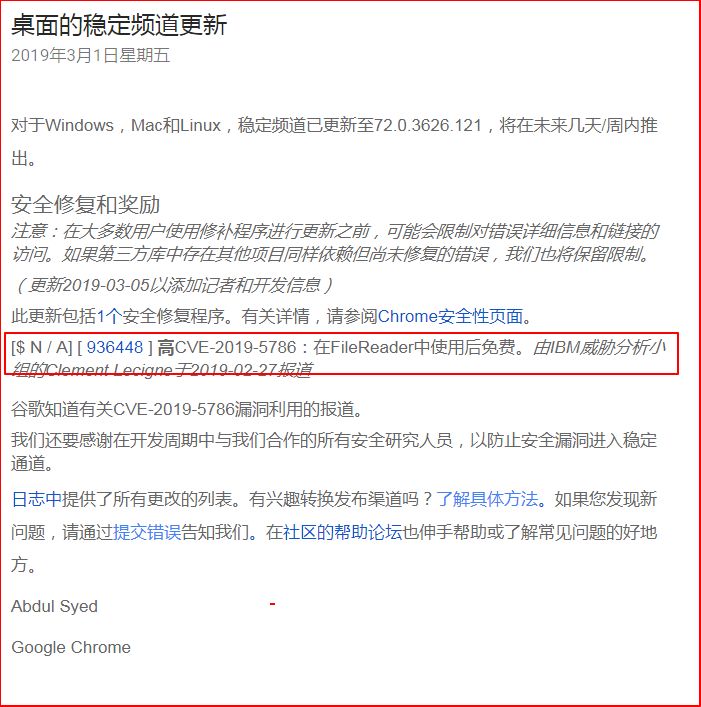 桌面的稳定频道更新
2019年3月1日星期五
对于Windows，Mac和Linux，稳定频道已更新至72.0.3626.121，将在未来几天/周内推
出。
安全修复和奖励
注意：在大多数用户使用修补程序进行更新之前，可能会限制对错误详细信息和链接的
访问。如果第三方库中存在其他项目同样依赖但尚未修复的错误，我们也将保留限制。
（更新2019-03-05以添加记者和开发信息）
此更新包括1个安全修复程序。有关详情，请参阅Chrome安全性页面。
[$ N / A] [ 936448 ] 高CVE-2019-5786：在FileReader中使用后免费。由IBM威胁分析小
组的Clement Lecigne于2019-02-27报道
谷歌知道有关CVE-2019-5786漏洞利用的报道。
我们还要感谢在开发周期中与我们合作的所有安全研究人员，以防止安全漏洞进入稳定
通道。
日志中提供了所有更改的列表。有兴趣转换发布渠道吗？了解具体方法。如果您发现新
问题，请通过提交错误告知我们。在社区的帮助论坛也伸手帮助或了解常见问题的好地
方。
Abdul Syed
Google Chrome